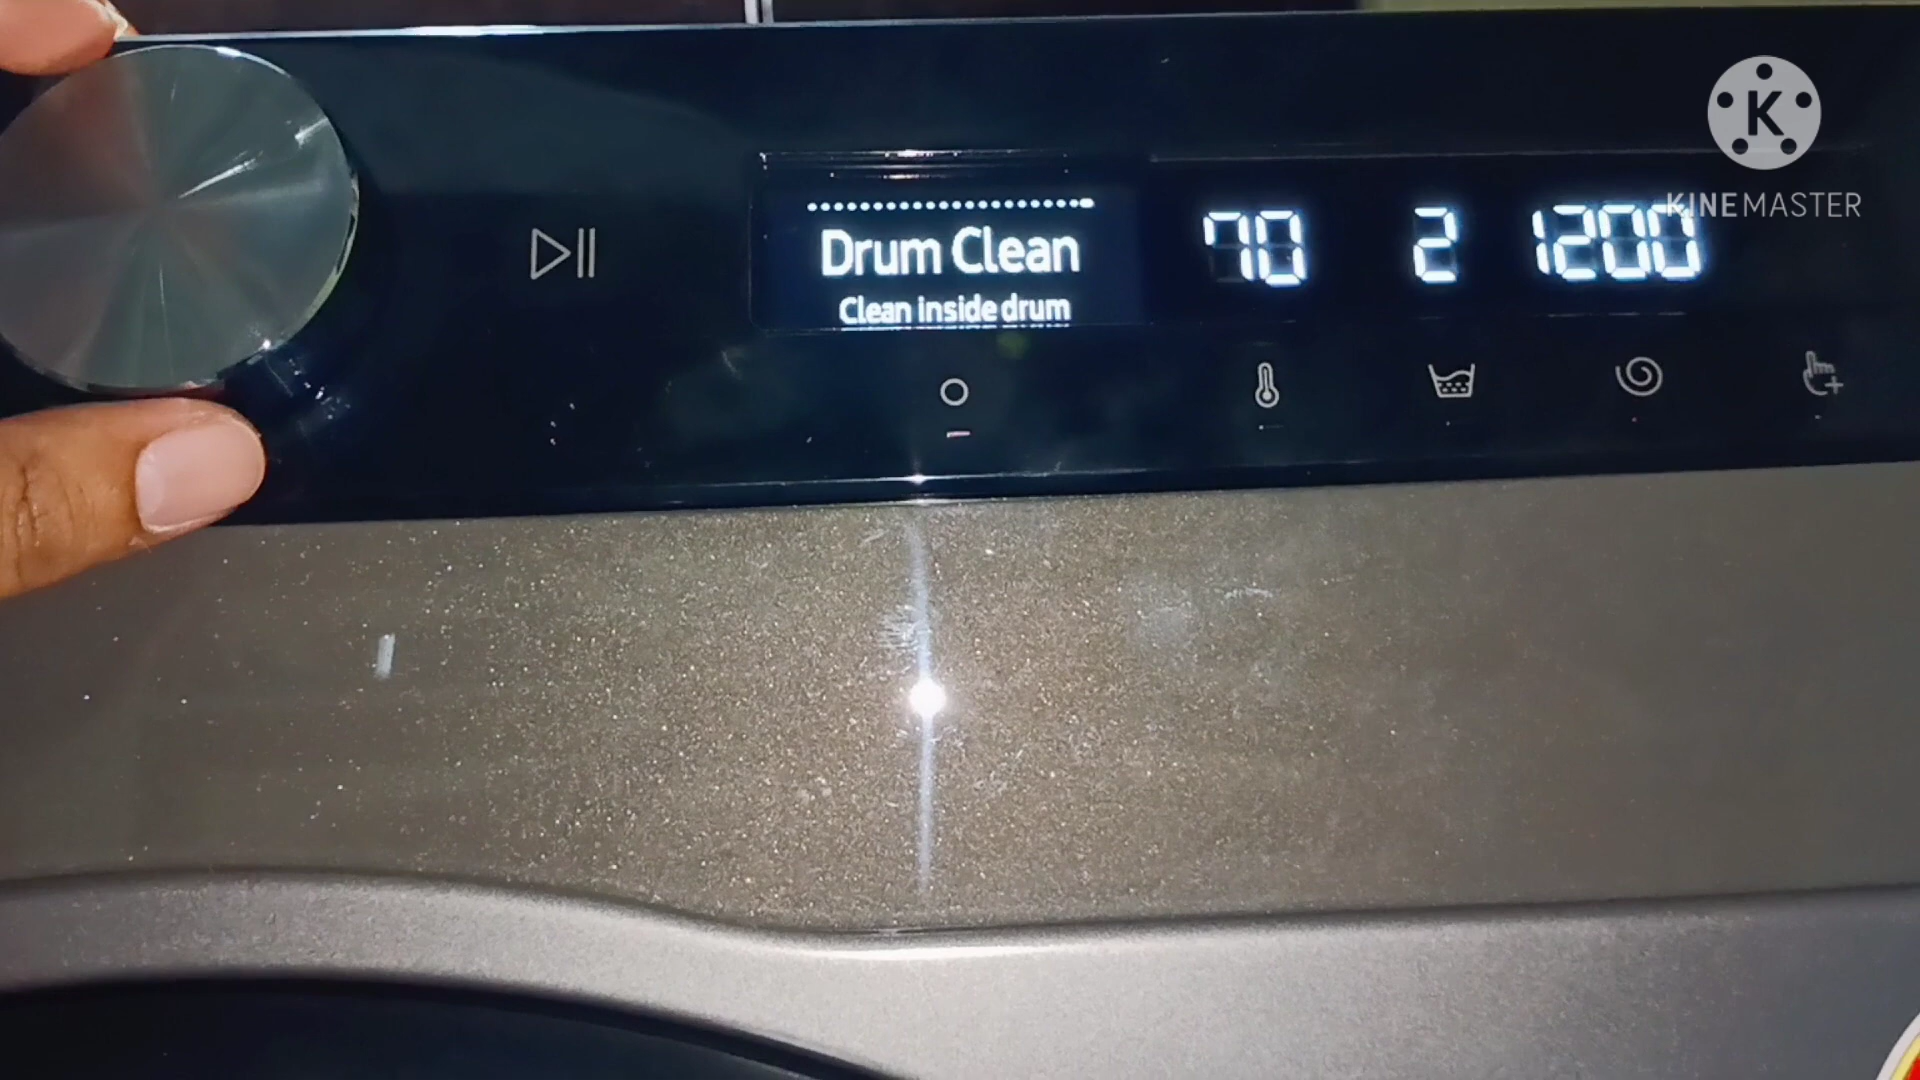 Drum Clean
Clean inside drum
70 2 1200
K
KINEMASTER